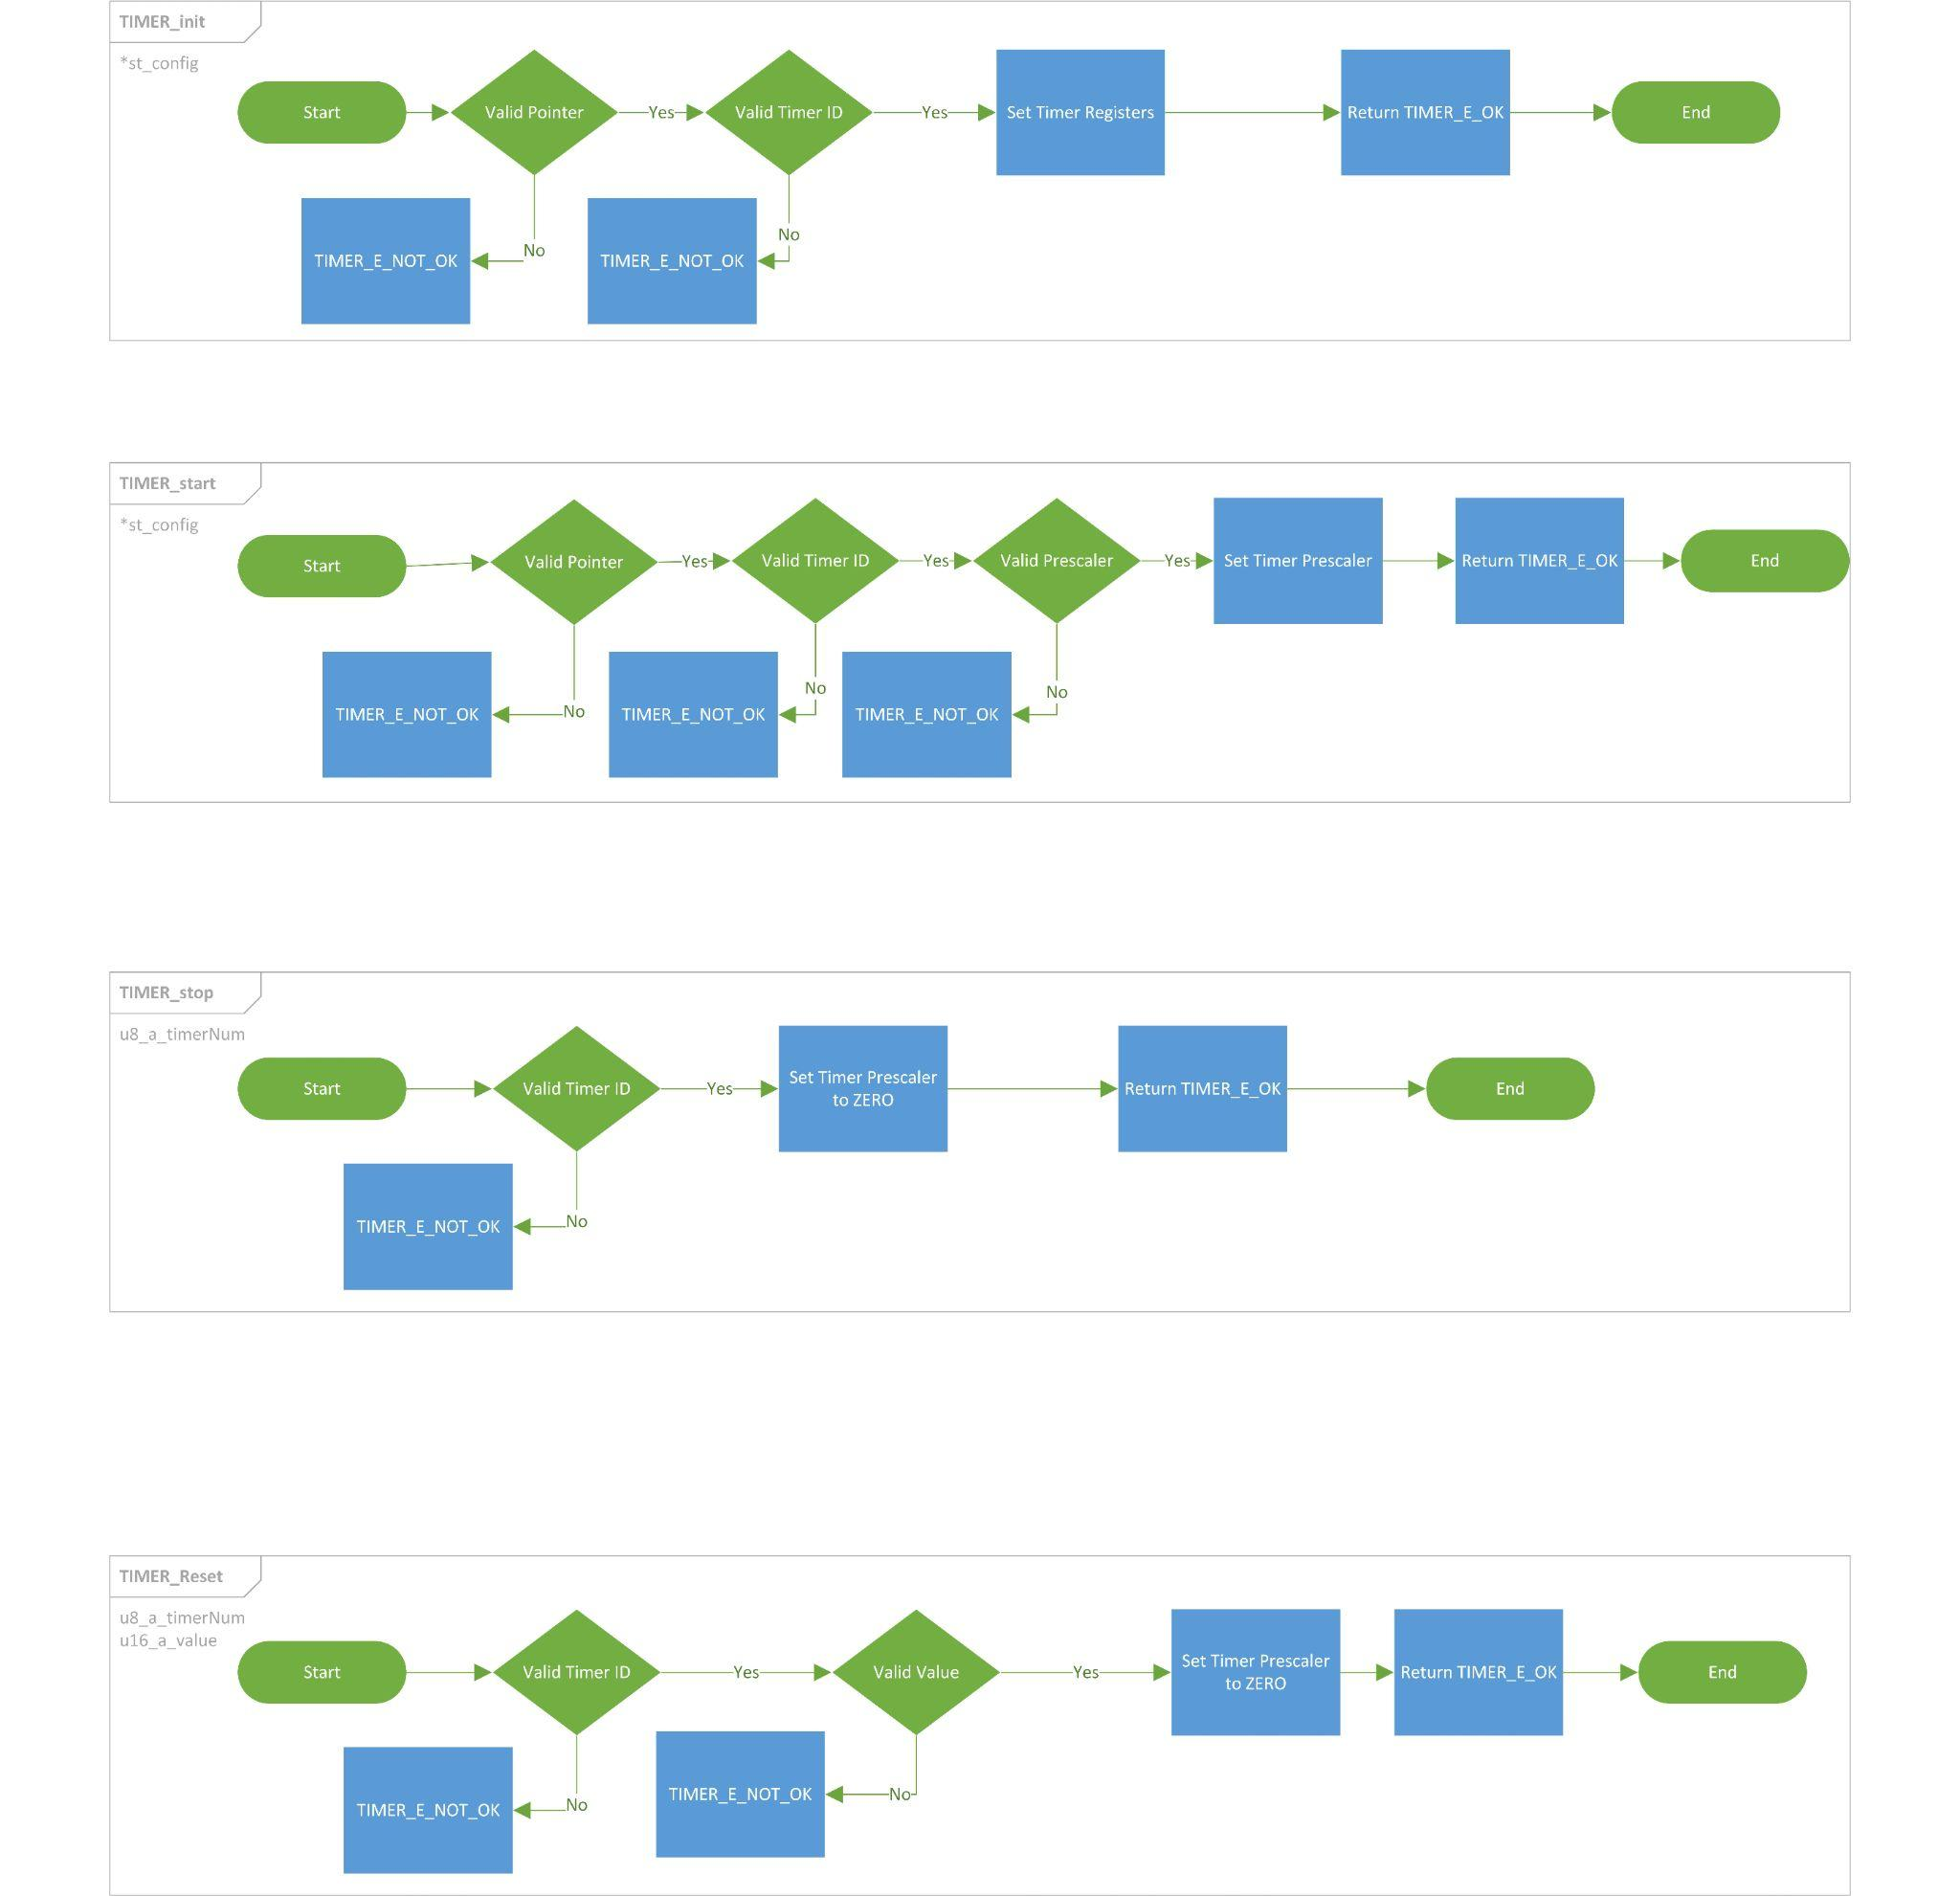 TIMER_init
*st_config
Start
Valid Pointer
Yes
Valid Timer ID
Yes
Set Timer Registers
Return TIMER_E_OK
End
No
No
TIMER_E_NOT_OK
TIMER_E_NOT_OK
TIMER_start
*st_config
Start
Valid Pointer
Yes
Valid Timer ID
Yes
Valid Prescaler
Yes
Set Timer Prescaler
Return TIMER_E_OK
End
No
No
No
TIMER_E_NOT_OK
TIMER_E_NOT_OK
TIMER_E_NOT_OK
TIMER_stop
u8_a_timerNum
Start
Valid Timer ID
Yes
Set Timer Prescaler
to ZERO
Return TIMER_E_OK
End
No
TIMER_E_NOT_OK
TIMER_Reset
u8_a_timerNum
u16_a_value
Start
Valid Timer ID
Yes
Valid Value
Yes
Set Timer Prescaler
to ZERO
Return TIMER_E_OK
End
No
No
TIMER_E_NOT_OK
TIMER_E_NOT_OK